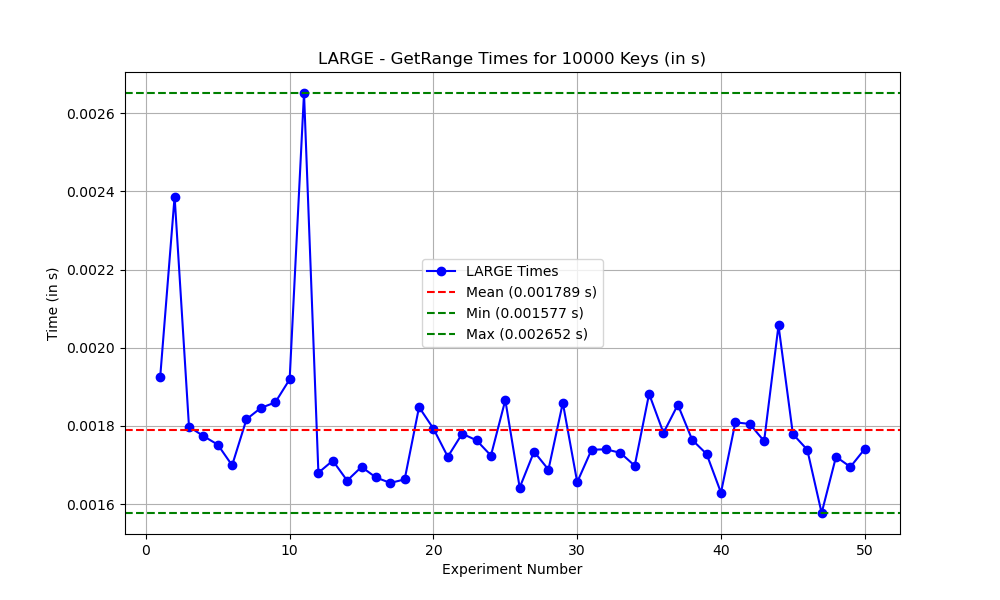 LARGE - GetRange Times for 10000 Keys (in s)
Time (in s)
0.0026
0.0024
0.0022
0.0020
0.0018
0.0016
LARGE Times
Mean (0.001789 s)
Min (0.001577 s)
Max (0.002652 s)
0 10 20 30 40 50
Experiment Number